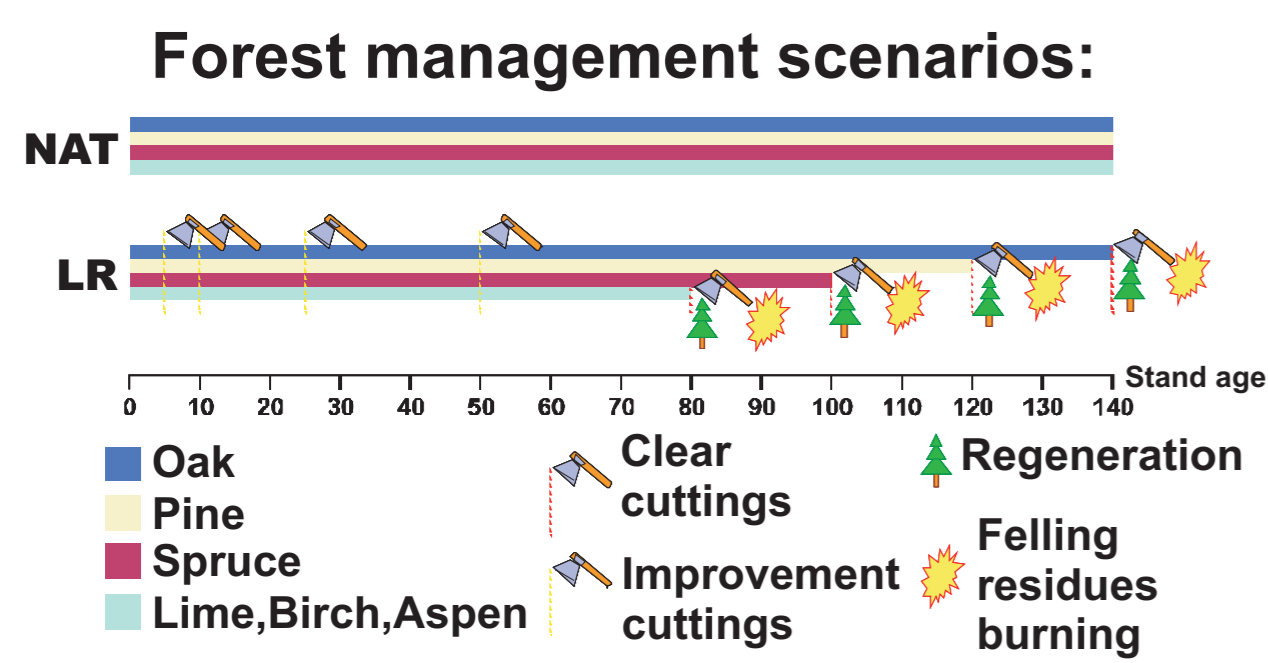 Forest management scenarios:
NAT
LR
Stand age
0 10 20 30 40 50 60 70 80 90 100 110 120 130 140
Oak
Pine
Spruce
Lime,Birch,Aspen
Clear
cuttings
Improvement
cuttings
Regeneration
Felling
residues
burning